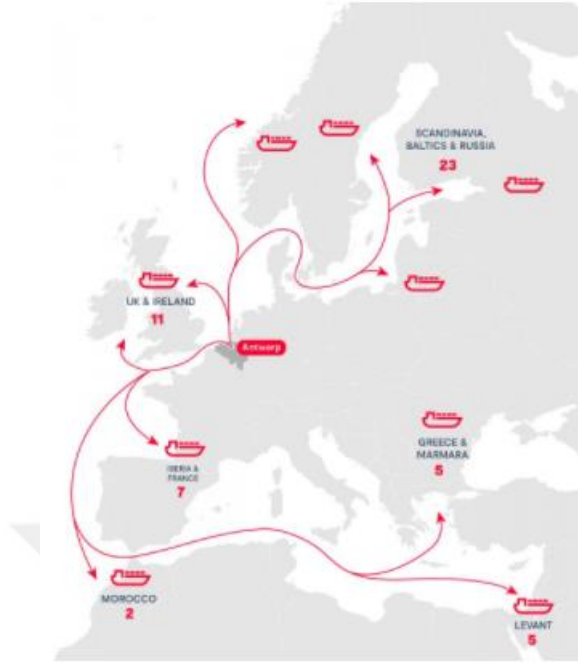 SCANDINAVIA,
BALTICS & RUSSIA
23
UK & IRELAND
11
Antwerp
IBERIA &
FRANCE
7
GREECE &
MARMARA
5
MOROCCO
2
LEVANT
5